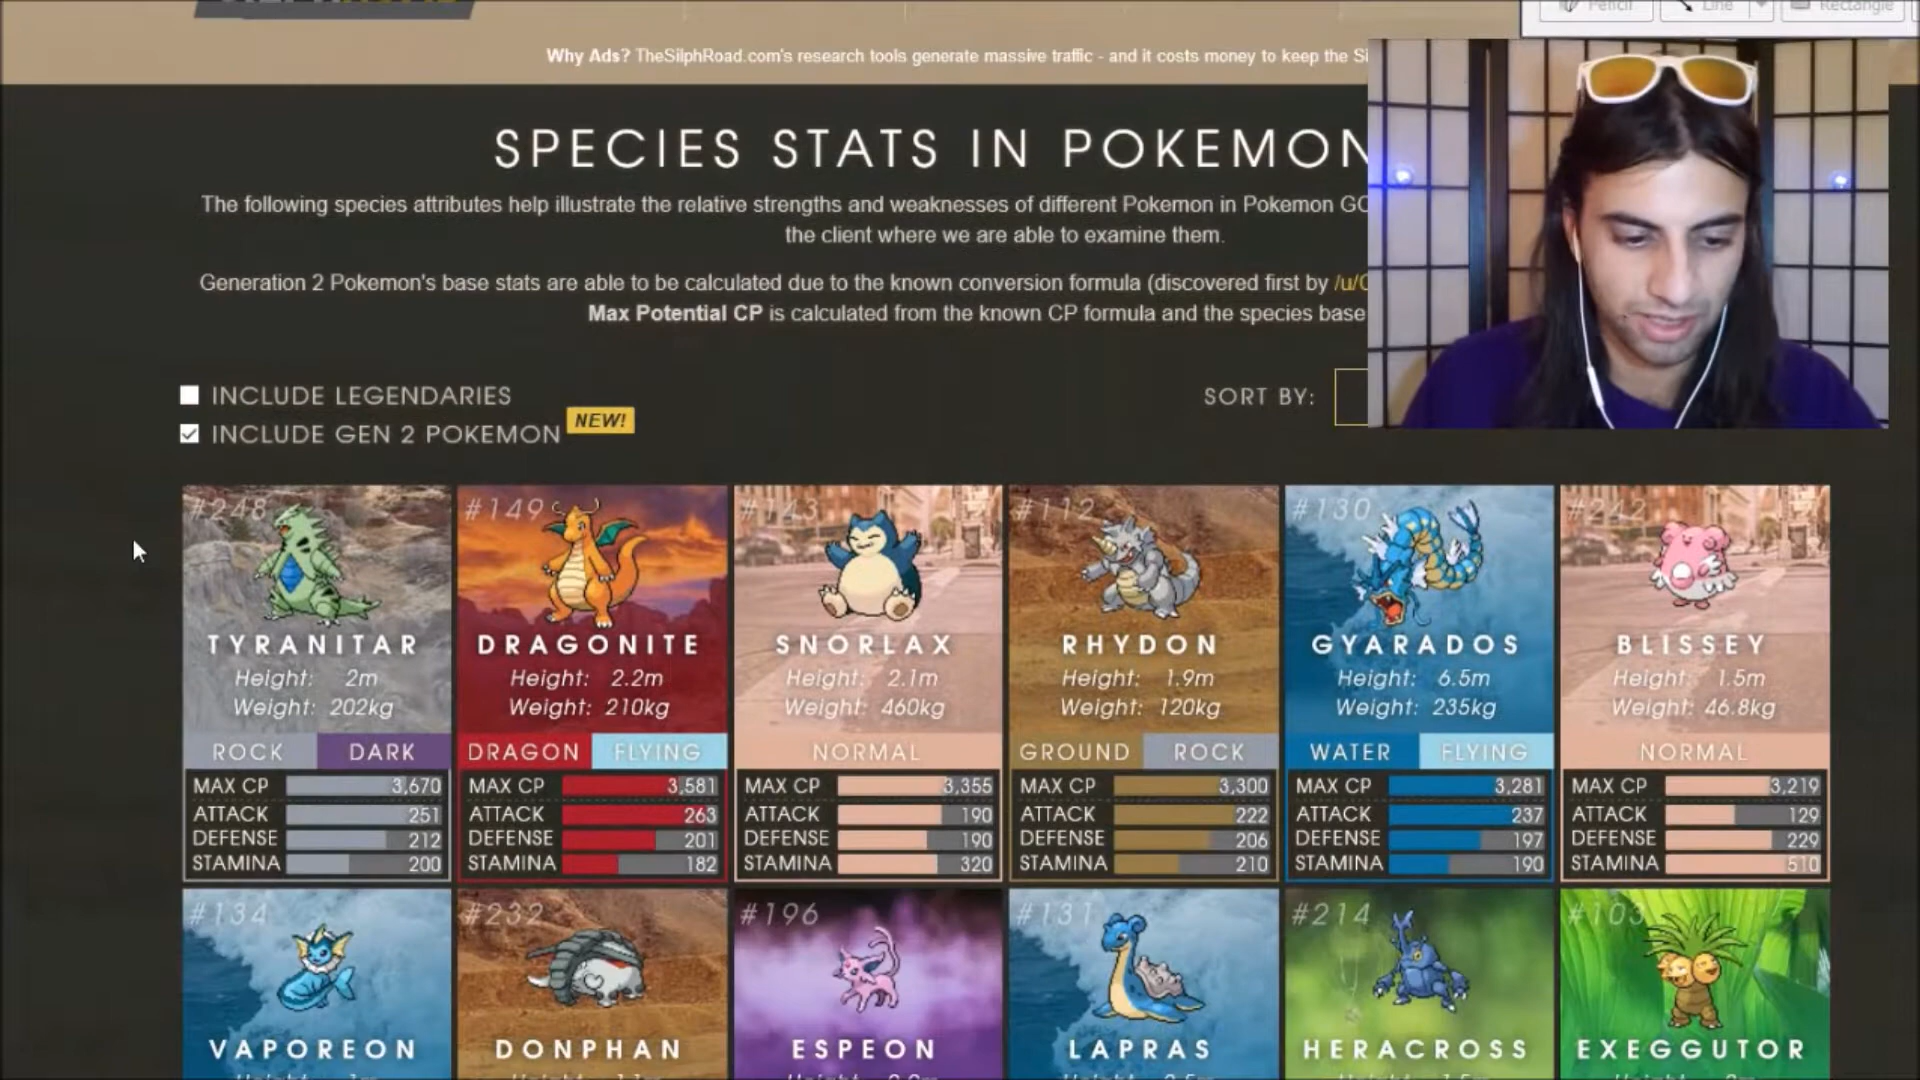 Pencil
Line
Rectangle
Why Ads? TheSilphRoad.com's research tools generate massive traffic - and it costs money to keep the
SPECIES STATS IN POKEMON
The following species attributes help illustrate the relative strengths and weaknesses of different Pokemon in Pokemon GO
the client where we are able to examine them.
Generation 2 Pokemon's base stats are able to be calculated due to the known conversion formula (discovered first by /u/
Max Potential CP is calculated from the known CP formula and the species base
INCLUDE LEGENDARIES
SORT BY:
INCLUDE GEN 2 POKEMON NEW!
#248 #149 #143 #112 #130 #242
TYRANITAR DRAGONITE SNORLAX RHYDON GYARADOS BLISSEY
Height: 2m Height: 2.2m Height: 2.1m Height: 1.9m Height: 6.5m Height: 1.5m
Weight: 202kg Weight: 210kg Weight: 460kg Weight: 120kg Weight: 235kg Weight: 46.8kg
ROCK DARK DRAGON FLYING NORMAL GROUND ROCK WATER FLYING NORMAL
MAX CP 3,670 MAX CP 3,581 MAX CP 3,355 MAX CP 3,300 MAX CP 3,281 MAX CP 3,219
ATTACK 251 ATTACK 263 ATTACK 190 ATTACK 222 ATTACK 237 ATTACK 129
DEFENSE 212 DEFENSE 201 DEFENSE 190 DEFENSE 206 DEFENSE 197 DEFENSE 229
STAMINA 200 STAMINA 182 STAMINA 320 STAMINA 210 STAMINA 190 STAMINA 510
#134 #232 #196 #131 #214 #103
VAPOREON DONPHAN ESPEON LAPRAS HERACROSS EXEGGUTOR